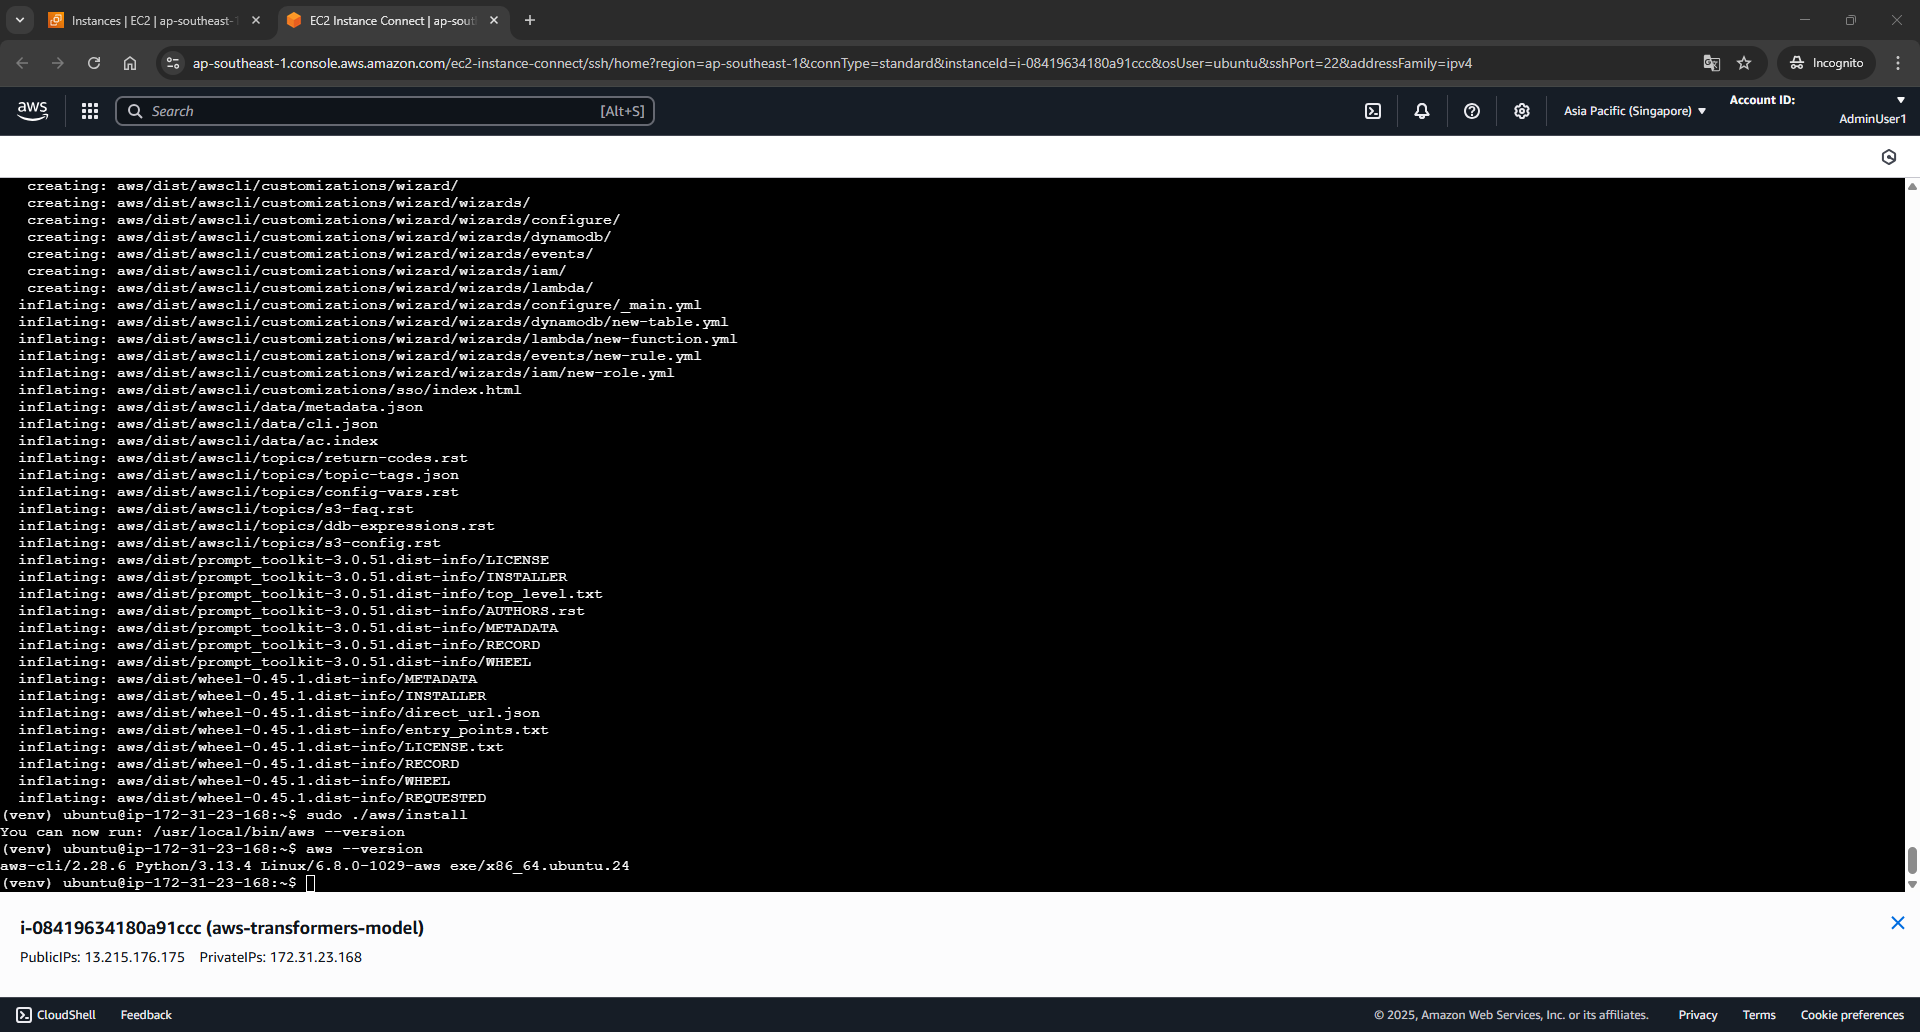 Instances | EC2 | ap-southeast-1
EC2 Instance Connect | ap-sout
ap-southeast-1.console.aws.amazon.com/ec2-instance-connect/ssh/home?region=ap-southeast-1&connType=standard&instanceId=i-08419634180a91ccc&osUser=ubuntu&sshPort=22&addressFamily=ipv4
Incognito
aws
Search
[Alt+S]
Asia Pacific (Singapore)
Account ID:
AdminUser1
creating: aws/dist/awscli/customizations/wizard/
creating: aws/dist/awscli/customizations/wizard/wizards/
creating: aws/dist/awscli/customizations/wizard/wizards/configure/
creating: aws/dist/awscli/customizations/wizard/wizards/dynamodb/
creating: aws/dist/awscli/customizations/wizard/wizards/events/
creating: aws/dist/awscli/customizations/wizard/wizards/iam/
creating: aws/dist/awscli/customizations/wizard/wizards/lambda/
inflating: aws/dist/awscli/customizations/wizard/wizards/configure/_main.yml
inflating: aws/dist/awscli/customizations/wizard/wizards/dynamodb/new-table.yml
inflating: aws/dist/awscli/customizations/wizard/wizards/lambda/new-function.yml
inflating: aws/dist/awscli/customizations/wizard/wizards/events/new-rule.yml
inflating: aws/dist/awscli/customizations/wizard/wizards/iam/new-role.yml
inflating: aws/dist/awscli/customizations/sso/index.html
inflating: aws/dist/awscli/data/metadata.json
inflating: aws/dist/awscli/data/cli.json
inflating: aws/dist/awscli/data/ac.index
inflating: aws/dist/awscli/topics/return-codes.rst
inflating: aws/dist/awscli/topics/topic-tags.json
inflating: aws/dist/awscli/topics/config-vars.rst
inflating: aws/dist/awscli/topics/s3-faq.rst
inflating: aws/dist/awscli/topics/ddb-expressions.rst
inflating: aws/dist/awscli/topics/s3-config.rst
inflating: aws/dist/prompt_toolkit-3.0.51.dist-info/LICENSE
inflating: aws/dist/prompt_toolkit-3.0.51.dist-info/INSTALLER
inflating: aws/dist/prompt_toolkit-3.0.51.dist-info/top_level.txt
inflating: aws/dist/prompt_toolkit-3.0.51.dist-info/AUTHORS.rst
inflating: aws/dist/prompt_toolkit-3.0.51.dist-info/METADATA
inflating: aws/dist/prompt_toolkit-3.0.51.dist-info/RECORD
inflating: aws/dist/prompt_toolkit-3.0.51.dist-info/WHEEL
inflating: aws/dist/wheel-0.45.1.dist-info/METADATA
inflating: aws/dist/wheel-0.45.1.dist-info/INSTALLER
inflating: aws/dist/wheel-0.45.1.dist-info/direct_url.json
inflating: aws/dist/wheel-0.45.1.dist-info/entry_points.txt
inflating: aws/dist/wheel-0.45.1.dist-info/LICENSE.txt
inflating: aws/dist/wheel-0.45.1.dist-info/RECORD
inflating: aws/dist/wheel-0.45.1.dist-info/WHEEL
inflating: aws/dist/wheel-0.45.1.dist-info/REQUESTED
(venv) ubuntu@ip-172-31-23-168:~$ sudo ./aws/install
You can now run: /usr/local/bin/aws --version
(venv) ubuntu@ip-172-31-23-168:~$ aws --version
aws-cli/2.28.6 Python/3.13.4 Linux/6.8.0-1029-aws exe/x86_64.ubuntu.24
(venv) ubuntu@ip-172-31-23-168:~$
i-08419634180a91ccc (aws-transformers-model)
PublicIPs: 13.215.176.175 PrivateIPs: 172.31.23.168
CloudShell Feedback © 2025, Amazon Web Services, Inc. or its affiliates. Privacy Terms Cookie preferences